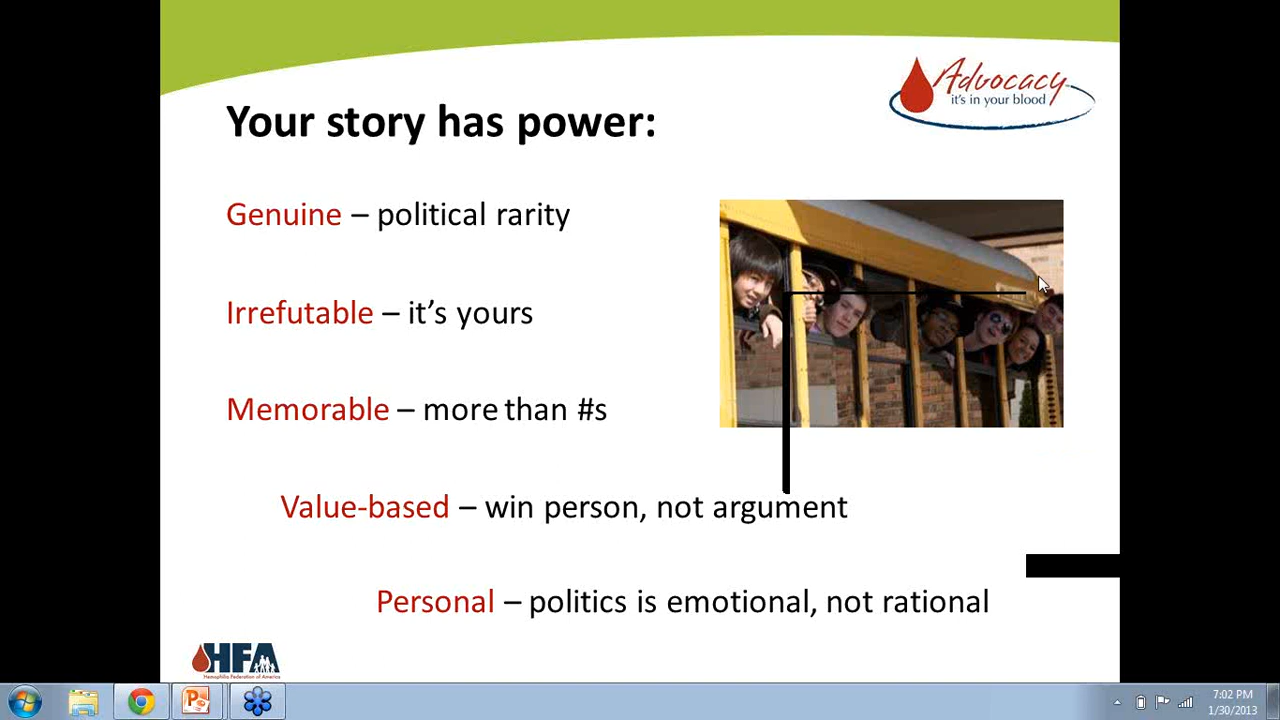 Advocacy
it's in your blood
Your story has power:
Genuine – political rarity
Irrefutable – it's yours
Memorable – more than #s
Value-based – win person, not argument
Personal – politics is emotional, not rational
HFA
Hemophilia Federation of America
7:02 PM
1/30/2013